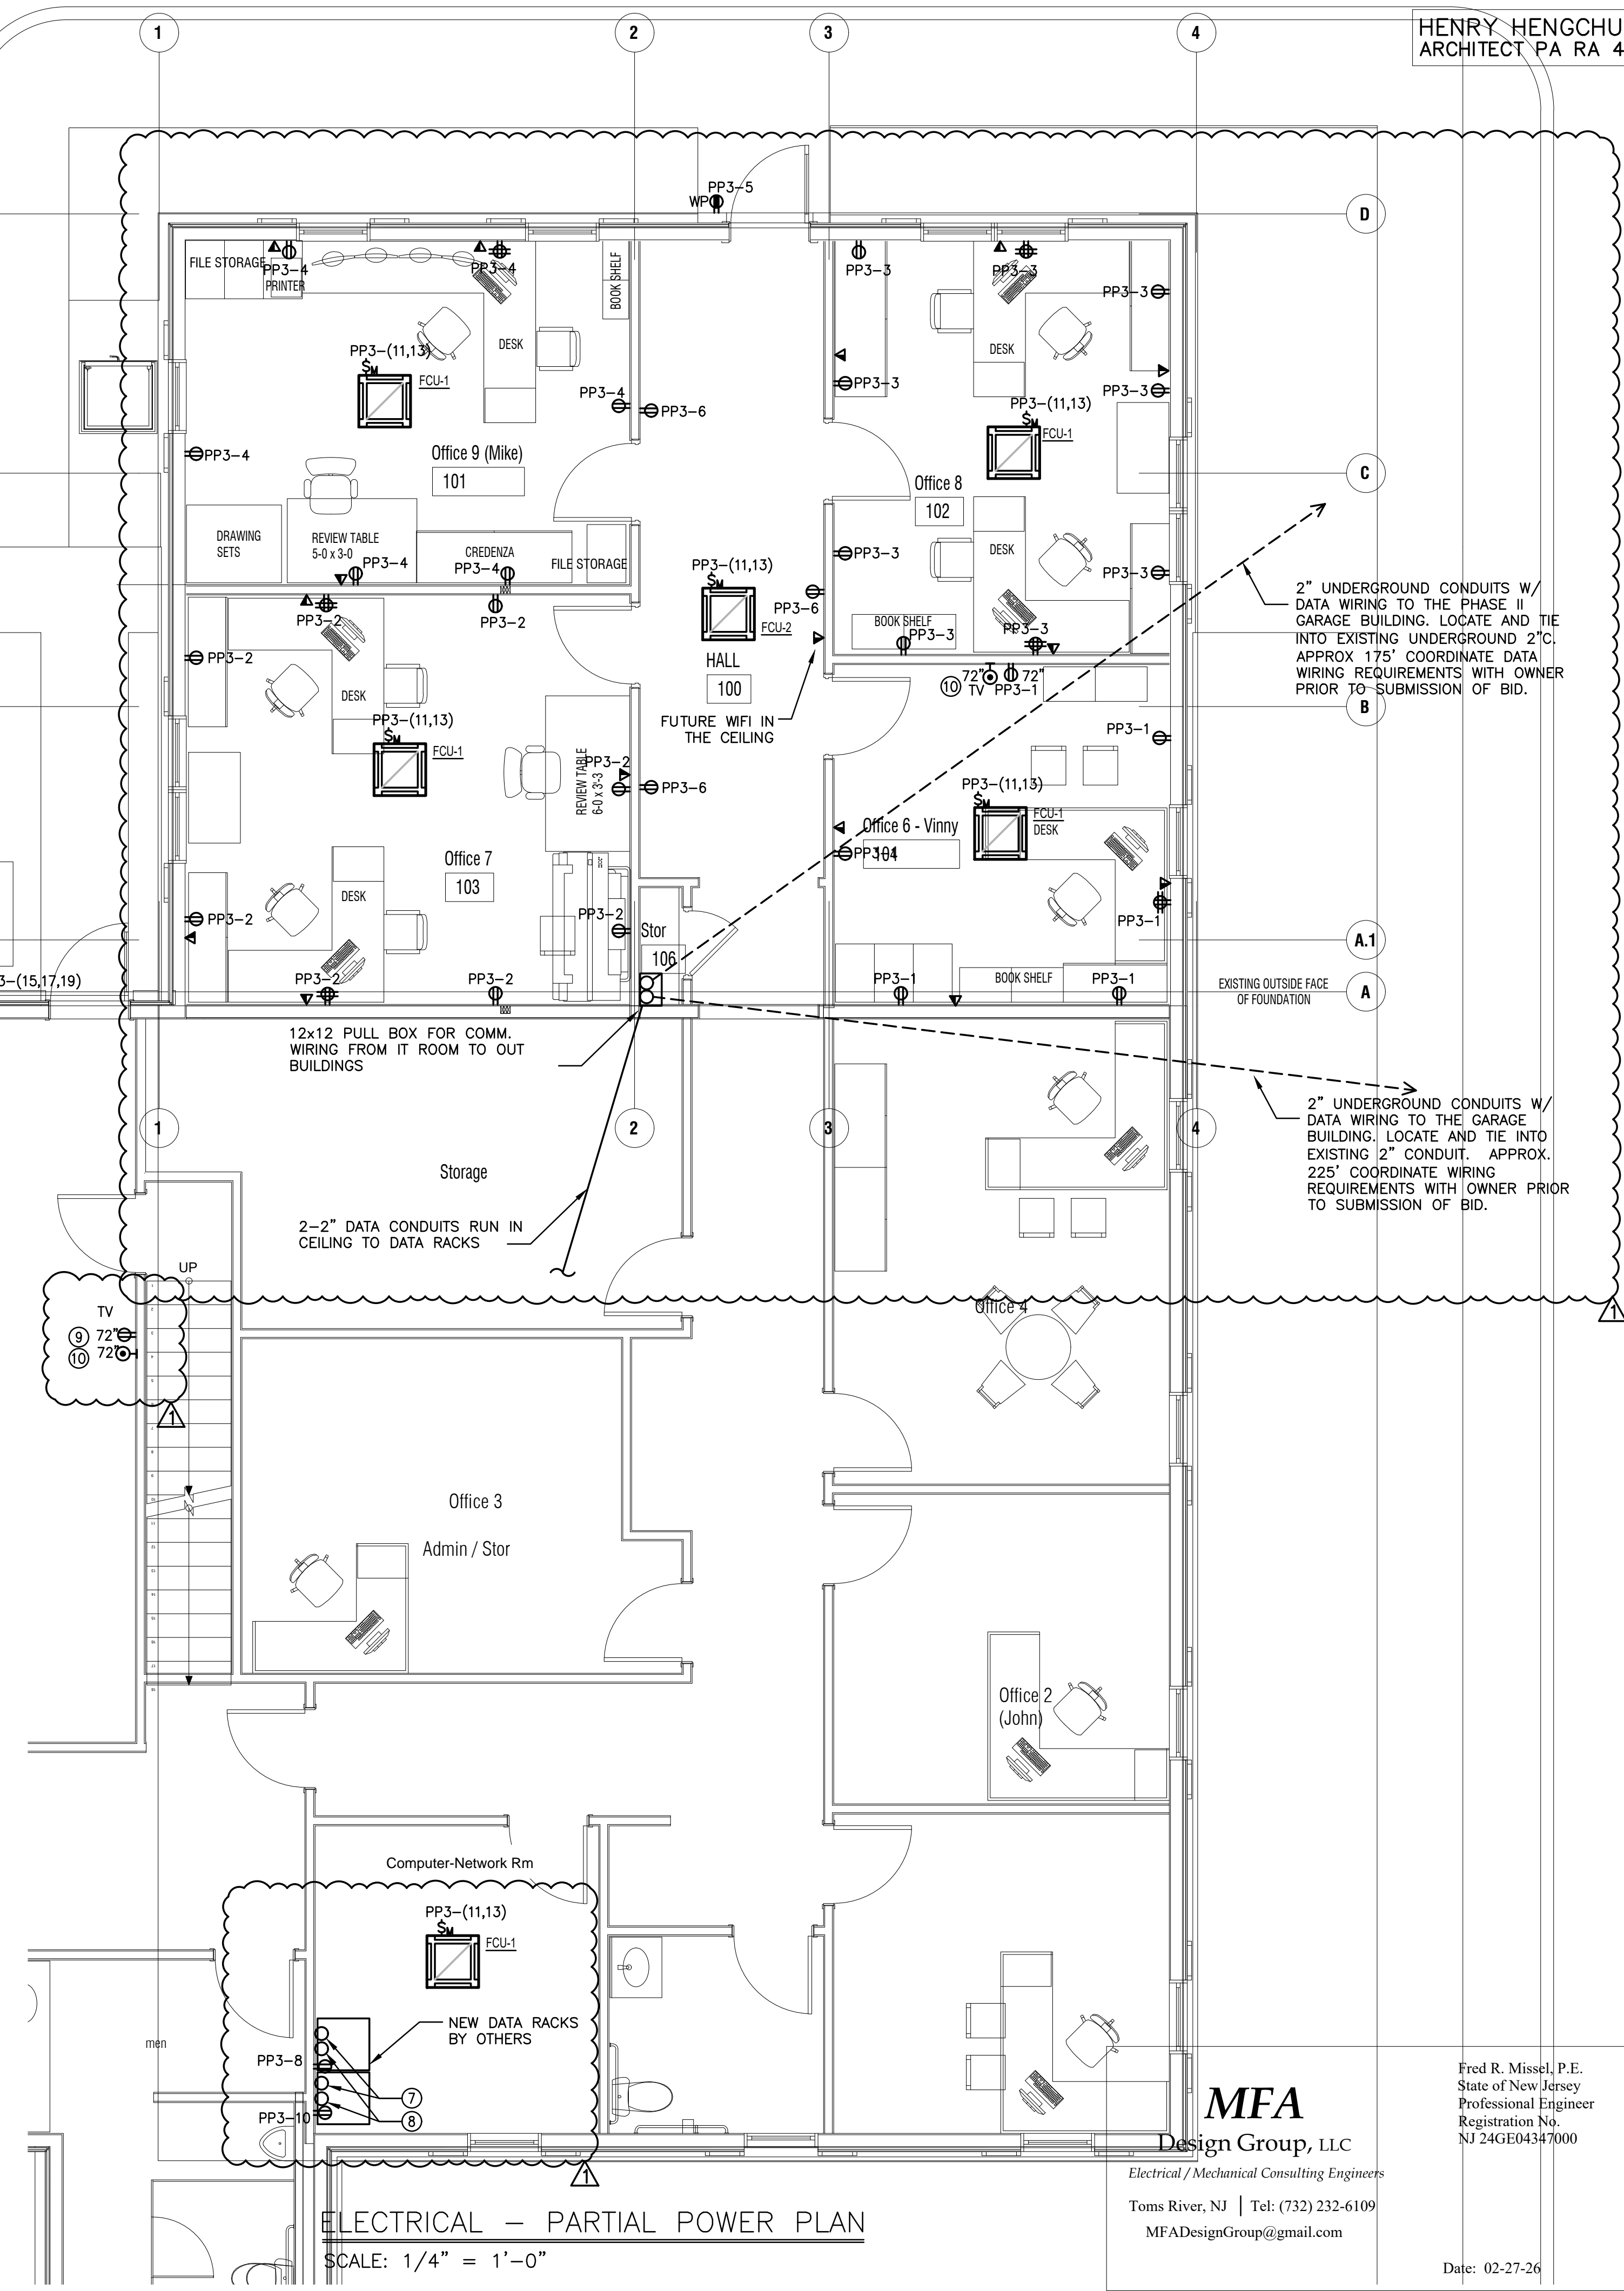 1
2
3
4
HENRY HENGCHU
ARCHITECT PA RA 4
D
PP3-5
WP
FILE STORAGE
PP3-4
PRINTER
PP3-4
BOOK SHELF
DESK
PP3-3
PP3-3
PP3-3
DESK
PP3-(11,13)
$M
FCU-1
PP3-4
PP3-6
PP3-3
PP3-3
PP3-(11,13)
$M
FCU-1
PP3-4
Office 9 (Mike)
101
C
Office 8
102
DRAWING
SETS
REVIEW TABLE
5-0 x 3-0
PP3-4
CREDENZA
PP3-4
FILE STORAGE
PP3-3
DESK
PP3-3
PP3-(11,13)
$M
FCU-2
PP3-6
2" UNDERGROUND CONDUITS W/
DATA WIRING TO THE PHASE II
GARAGE BUILDING. LOCATE AND TIE
INTO EXISTING UNDERGROUND 2"C.
APPROX 175' COORDINATE DATA
WIRING REQUIREMENTS WITH OWNER
PRIOR TO SUBMISSION OF BID.
PP3-2
PP3-2
BOOK SHELF
PP3-3
PP3-3
PP3-2
HALL
100
DESK
10
72"
TV
72"
PP3-1
B
PP3-(11,13)
$M
FCU-1
FUTURE WIFI IN
THE CEILING
PP3-1
REVIEW TABLE
6-0 x 3-3
PP3-2
PP3-6
PP3-(11,13)
$M
FCU-1
DESK
Office 6 - Vinny
PP3-1
104
Office 7
103
DESK
PP3-2
PP3-2
PP3-1
Stor
106
A.1
3-(15,17,19)
PP3-2
PP3-2
PP3-1
BOOK SHELF
PP3-1
EXISTING OUTSIDE FACE
OF FOUNDATION
A
12x12 PULL BOX FOR COMM.
WIRING FROM IT ROOM TO OUT
BUILDINGS
2" UNDERGROUND CONDUITS W/
DATA WIRING TO THE GARAGE
BUILDING. LOCATE AND TIE INTO
EXISTING 2" CONDUIT. APPROX.
225' COORDINATE WIRING
REQUIREMENTS WITH OWNER PRIOR
TO SUBMISSION OF BID.
1
2
3
4
Storage
2-2" DATA CONDUITS RUN IN
CEILING TO DATA RACKS
UP
TV
9 72"
10 72"
1
1
Office 4
Office 3
Admin / Stor
Office 2
(John)
Computer-Network Rm
PP3-(11,13)
$M
FCU-1
NEW DATA RACKS
BY OTHERS
men
PP3-8
7
PP3-10
8
1
MFA
Design Group, LLC
Electrical / Mechanical Consulting Engineers
Toms River, NJ | Tel: (732) 232-6109
MFADesignGroup@gmail.com
Fred R. Missel, P.E.
State of New Jersey
Professional Engineer
Registration No.
NJ 24GE04347000
Date: 02-27-26
ELECTRICAL – PARTIAL POWER PLAN
SCALE: 1/4" = 1'-0"